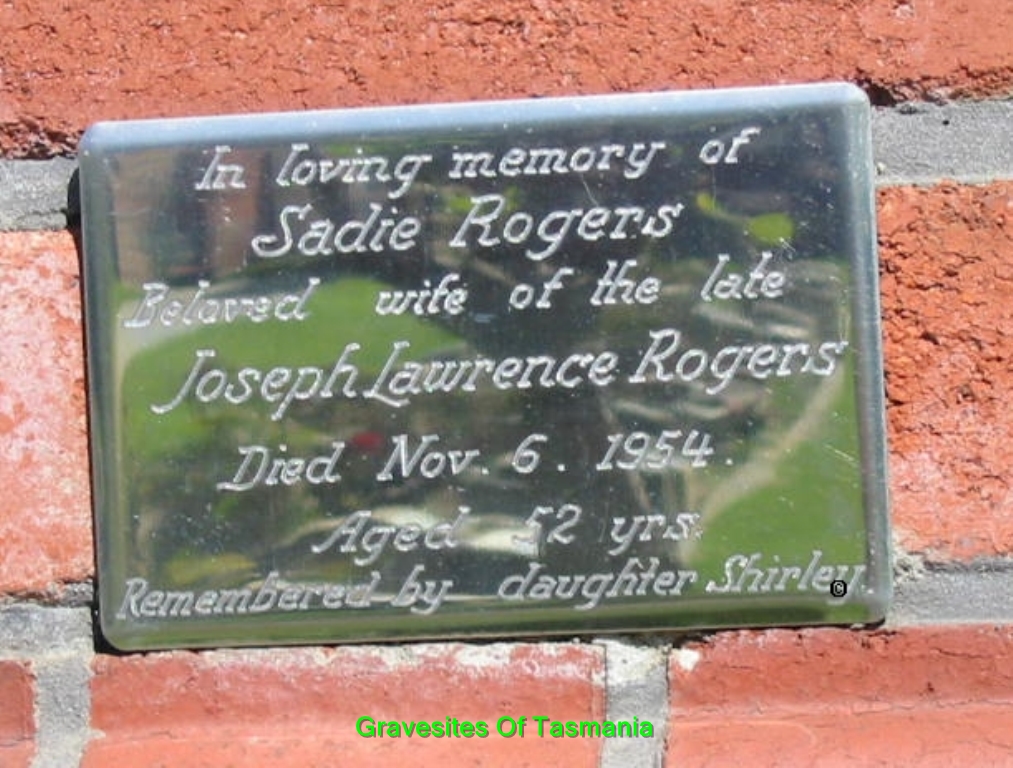 In loving memory of
Sadie Rogers
Beloved wife of the late
Joseph Lawrence Rogers
Died Nov. 6. 1954.
Aged 52 yrs.
Remembered by daughter Shirley.
©
Gravesites Of Tasmania